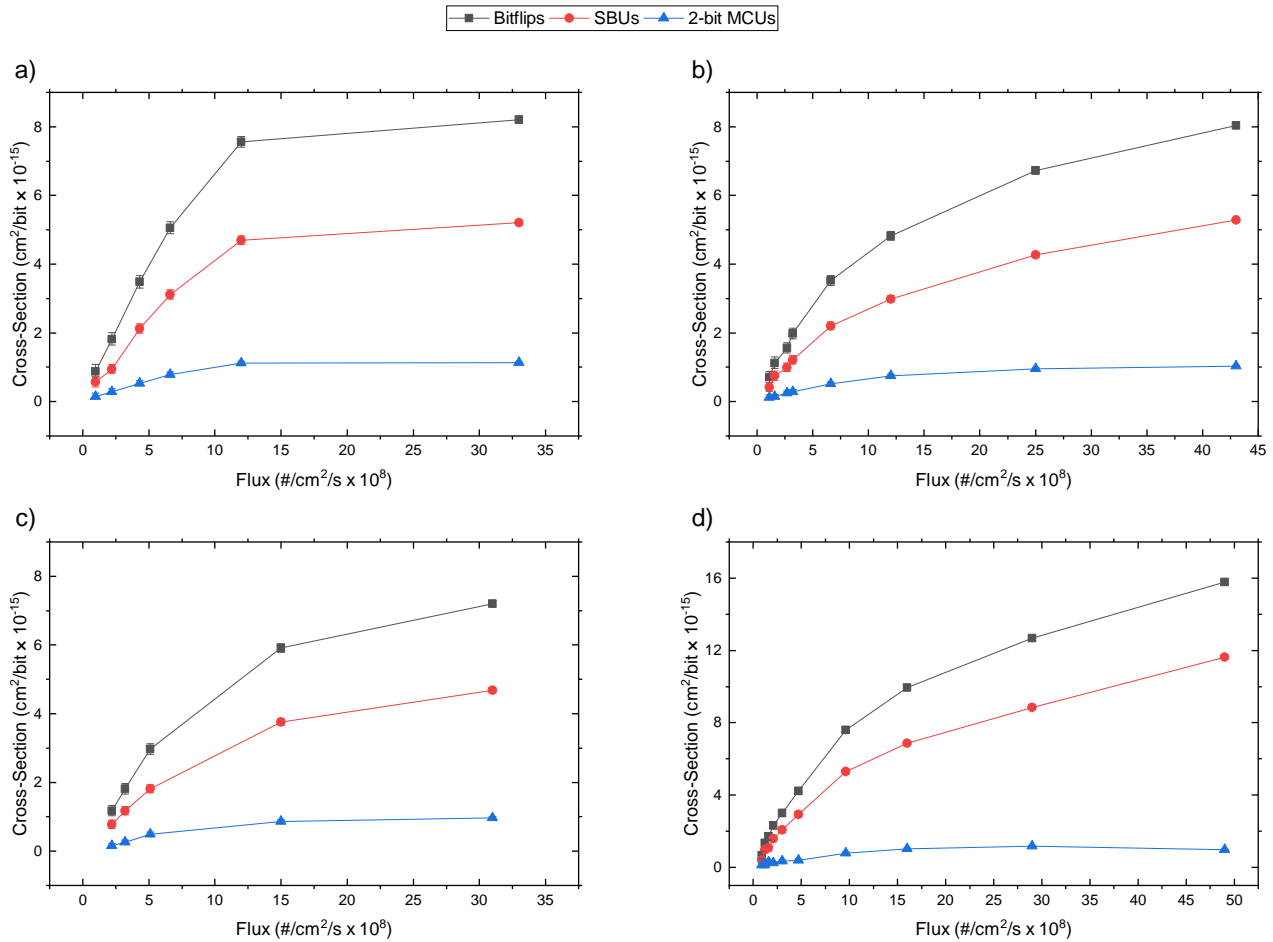 Bitflips SBUs 2-bit MCUs
a)
8
6
4
2
0
Cross-Section (cm²/bit × 10⁻¹⁵)
0 5 10 15 20 25 30 35
Flux (#/cm²/s x 10⁸)
b)
8
6
4
2
0
Cross-Section (cm²/bit × 10⁻¹⁵)
0 5 10 15 20 25 30 35 40 45
Flux (#/cm²/s x 10⁸)
c)
8
6
4
2
0
Cross-Section (cm²/bit × 10⁻¹⁵)
0 5 10 15 20 25 30 35
Flux (#/cm²/s x 10⁸)
d)
16
12
8
4
0
Cross-Section (cm²/bit × 10⁻¹⁵)
0 5 10 15 20 25 30 35 40 45 50
Flux (#/cm²/s x 10⁸)